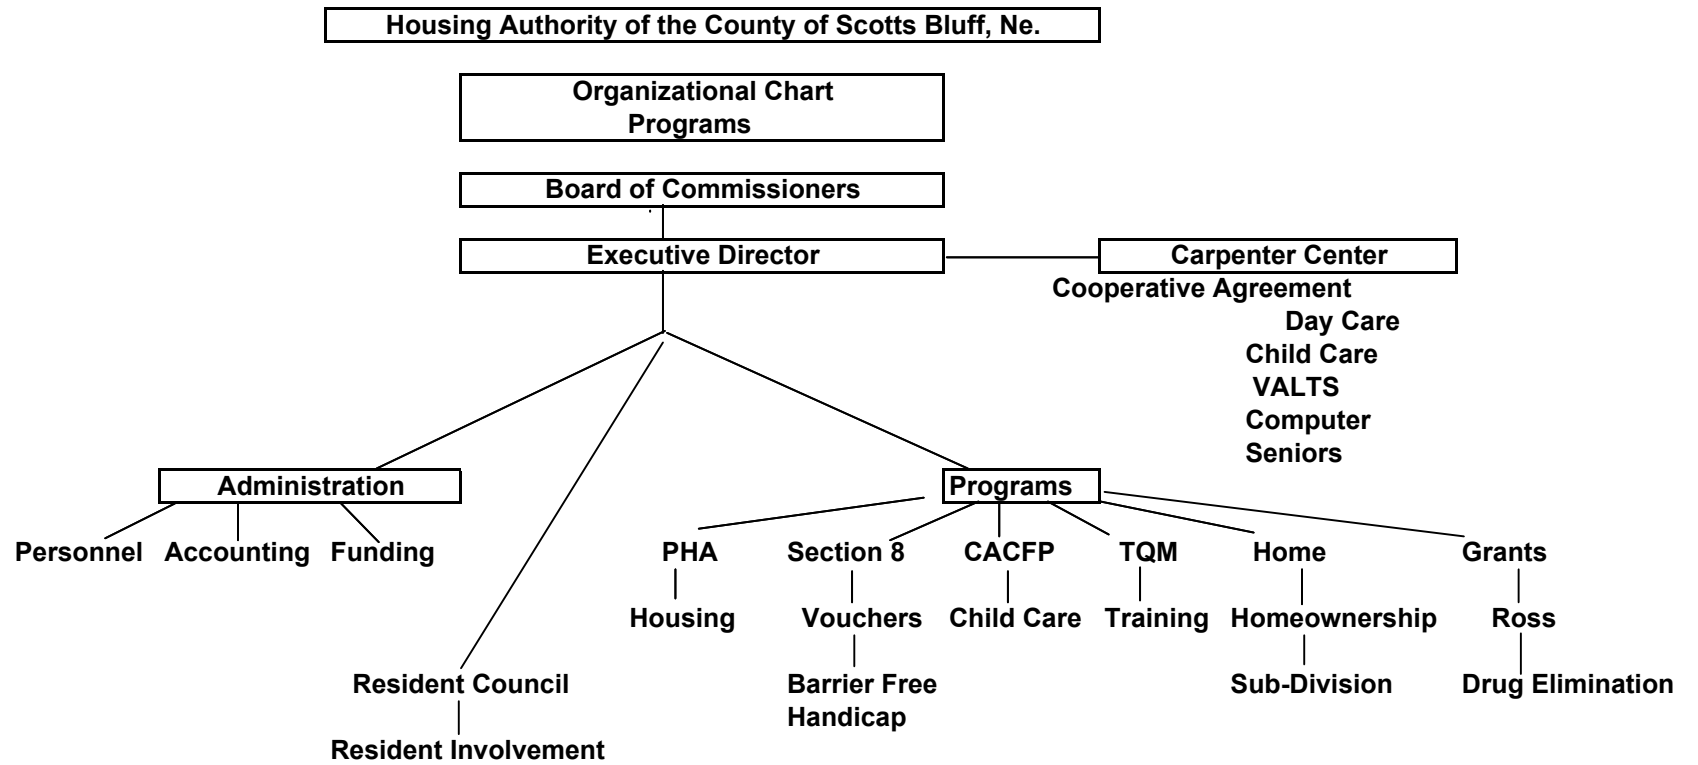 Housing Authority of the County of Scotts Bluff, Ne.
Organizational Chart
Programs
Board of Commissioners
Executive Director
Carpenter Center
Cooperative Agreement
Day Care
Child Care
VALTS
Computer
Seniors
Administration
Programs
Personnel
Accounting
Funding
PHA
Section 8
CACFP
TQM
Home
Grants
Housing
Vouchers
Child Care
Training
Homeownership
Ross
Resident Council
Barrier Free
Handicap
Sub-Division
Drug Elimination
Resident Involvement